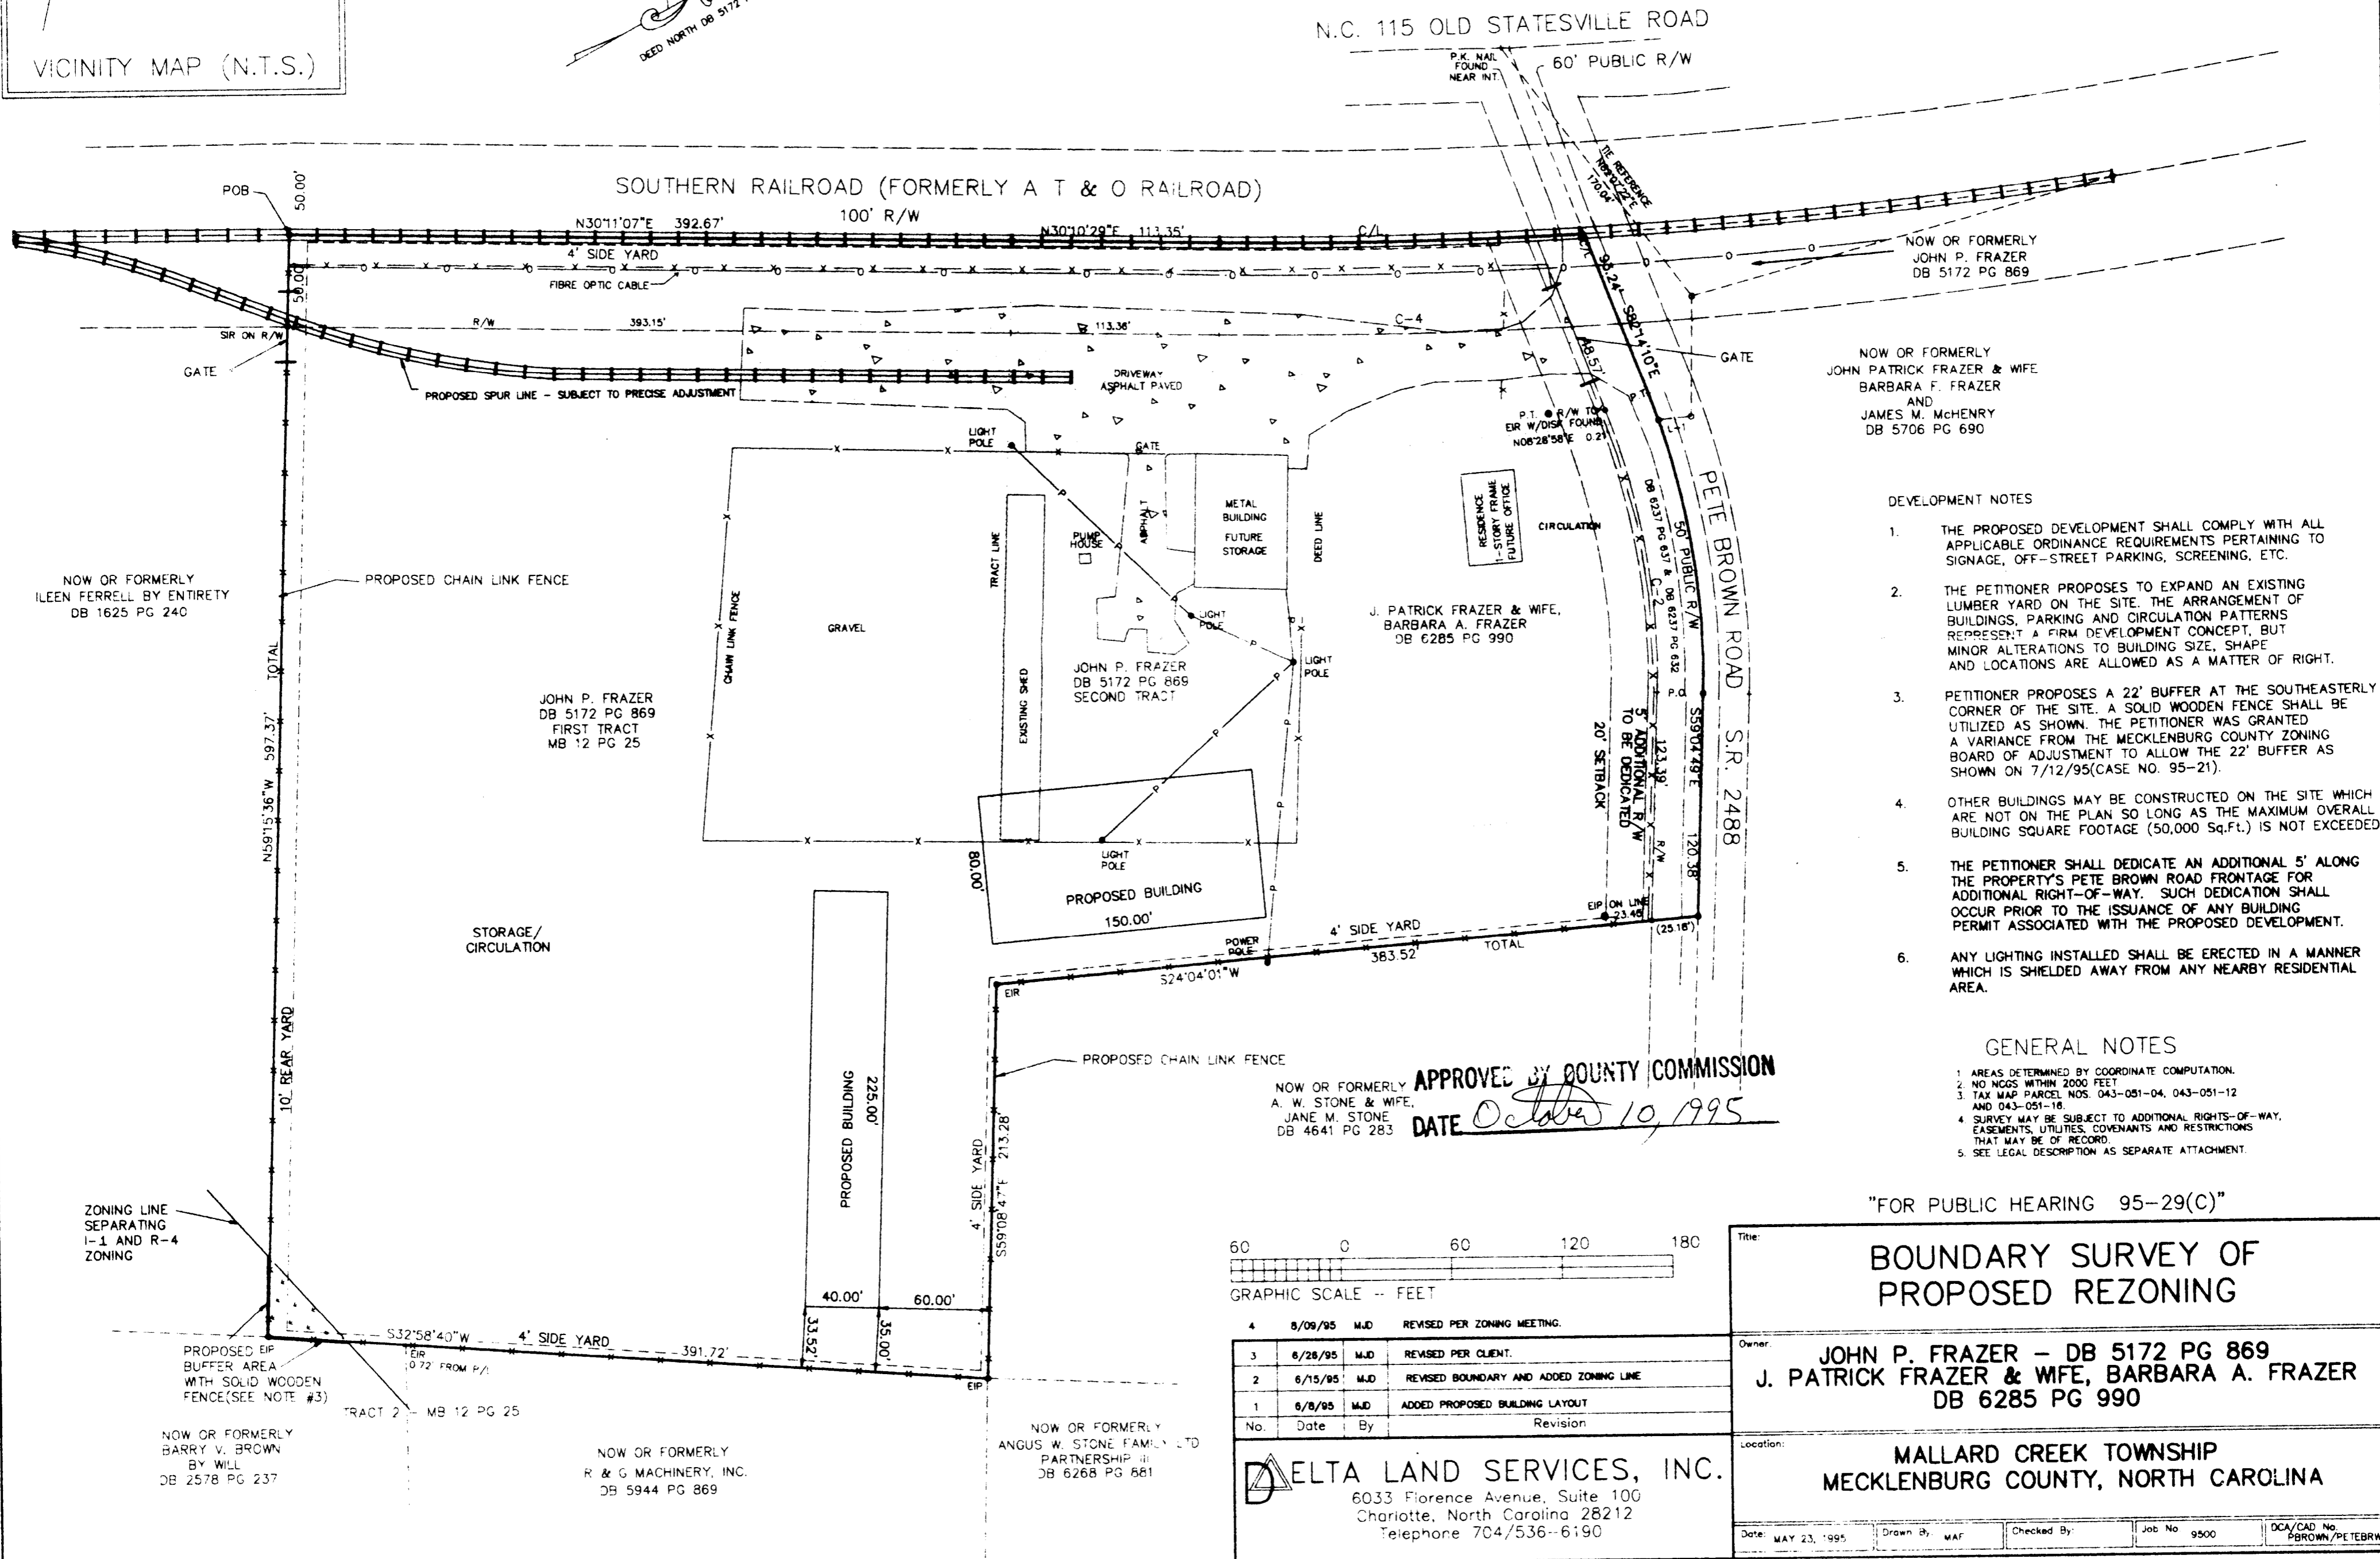 VICINITY MAP (N.T.S.)
DEED NORTH DB 5172
N.C. 115 OLD STATESVILLE ROAD
60' PUBLIC R/W
P.K. NAIL
FOUND
NEAR INT.
TIE REFERENCE
170.04'
POB
50.00'
SOUTHERN RAILROAD (FORMERLY A T & O RAILROAD)
100' R/W
N30°11'07"E 392.67'
N30°10'29"E 113.35'
C/L
4' SIDE YARD
FIBRE OPTIC CABLE
50.00'
SIR ON R/W
R/W
393.15'
113.36'
C-4
GATE
PROPOSED SPUR LINE - SUBJECT TO PRECISE ADJUSTMENT
DRIVEWAY
ASPHALT PAVED
93.24'
S82°14'10"E
48.57'
GATE
NOW OR FORMERLY
JOHN P. FRAZER
DB 5172 PG 869
NOW OR FORMERLY
JOHN PATRICK FRAZER & WIFE
BARBARA F. FRAZER
AND
JAMES M. McHENRY
DB 5706 PG 690
P.T. R/W TO
EIR W/DISK FOUND
N08°28'58"E 0.21'
P.T.
L-1
LIGHT
POLE
GATE
ASPHALT
METAL
BUILDING
FUTURE
STORAGE
DEED LINE
RESIDENCE
1-STORY FRAME
FUTURE OFFICE
CIRCULATION
PUMP
HOUSE
TRACT LINE
CHAIN LINK FENCE
GRAVEL
EXISTING SHED
LIGHT
POLE
LIGHT
POLE
LIGHT
POLE
JOHN P. FRAZER
DB 5172 PG 869
SECOND TRACT
J. PATRICK FRAZER & WIFE,
BARBARA A. FRAZER
DB 6285 PG 990
JOHN P. FRAZER
DB 5172 PG 869
FIRST TRACT
MB 12 PG 25
NOW OR FORMERLY
ILEEN FERRELL BY ENTIRETY
DB 1625 PG 240
PROPOSED CHAIN LINK FENCE
TOTAL
N59°15'36"W 597.37'
10' REAR YARD
STORAGE/
CIRCULATION
PETE BROWN ROAD S.R. 2488
50' PUBLIC R/W
DB 6237 PG 637 & DB 6237 PG 632
C-2
P.C.
S59°04'49"E 120.38'
123.39'
R/W
5' ADDITIONAL R/W
TO BE DEDICATED
20' SETBACK
EIP ON LINE
23.46'
(25.16')
80.00'
PROPOSED BUILDING
150.00'
POWER
POLE
4' SIDE YARD
383.52'
TOTAL
S24°04'01"W
EIR
PROPOSED CHAIN LINK FENCE
PROPOSED BUILDING
225.00'
4' SIDE YARD
S59°08'47"E 213.28'
40.00'
60.00'
33.52'
35.00'
EIP
ZONING LINE
SEPARATING
I-1 AND R-4
ZONING
S32°58'40"W
4' SIDE YARD
391.72'
EIP
EIR
0.72' FROM P/L
PROPOSED
BUFFER AREA
WITH SOLID WOODEN
FENCE(SEE NOTE #3)
TRACT 2 - MB 12 PG 25
NOW OR FORMERLY
BARRY V. BROWN
BY WILL
DB 2578 PG 237
NOW OR FORMERLY
R & G MACHINERY, INC.
DB 5944 PG 869
NOW OR FORMERLY
ANGUS W. STONE FAMILY LTD
PARTNERSHIP III
DB 6268 PG 881
NOW OR FORMERLY
A. W. STONE & WIFE,
JANE M. STONE
DB 4641 PG 283
APPROVED BY COUNTY COMMISSION
DATE October 10, 1995
DEVELOPMENT NOTES
1. THE PROPOSED DEVELOPMENT SHALL COMPLY WITH ALL
APPLICABLE ORDINANCE REQUIREMENTS PERTAINING TO
SIGNAGE, OFF-STREET PARKING, SCREENING, ETC.
2. THE PETITIONER PROPOSES TO EXPAND AN EXISTING
LUMBER YARD ON THE SITE. THE ARRANGEMENT OF
BUILDINGS, PARKING AND CIRCULATION PATTERNS
REPRESENT A FIRM DEVELOPMENT CONCEPT, BUT
MINOR ALTERATIONS TO BUILDING SIZE, SHAPE
AND LOCATIONS ARE ALLOWED AS A MATTER OF RIGHT.
3. PETITIONER PROPOSES A 22' BUFFER AT THE SOUTHEASTERLY
CORNER OF THE SITE. A SOLID WOODEN FENCE SHALL BE
UTILIZED AS SHOWN. THE PETITIONER WAS GRANTED
A VARIANCE FROM THE MECKLENBURG COUNTY ZONING
BOARD OF ADJUSTMENT TO ALLOW THE 22' BUFFER AS
SHOWN ON 7/12/95(CASE NO. 95-21).
4. OTHER BUILDINGS MAY BE CONSTRUCTED ON THE SITE WHICH
ARE NOT ON THE PLAN SO LONG AS THE MAXIMUM OVERALL
BUILDING SQUARE FOOTAGE (50,000 Sq.Ft.) IS NOT EXCEEDED
5. THE PETITIONER SHALL DEDICATE AN ADDITIONAL 5' ALONG
THE PROPERTY'S PETE BROWN ROAD FRONTAGE FOR
ADDITIONAL RIGHT-OF-WAY. SUCH DEDICATION SHALL
OCCUR PRIOR TO THE ISSUANCE OF ANY BUILDING
PERMIT ASSOCIATED WITH THE PROPOSED DEVELOPMENT.
6. ANY LIGHTING INSTALLED SHALL BE ERECTED IN A MANNER
WHICH IS SHIELDED AWAY FROM ANY NEARBY RESIDENTIAL
AREA.
GENERAL NOTES
1 AREAS DETERMINED BY COORDINATE COMPUTATION.
2. NO NCGS WITHIN 2000 FEET
3. TAX MAP PARCEL NOS. 043-051-04, 043-051-12
AND 043-051-16.
4 SURVEY MAY BE SUBJECT TO ADDITIONAL RIGHTS-OF-WAY,
EASEMENTS, UTILITIES, COVENANTS AND RESTRICTIONS
THAT MAY BE OF RECORD.
5. SEE LEGAL DESCRIPTION AS SEPARATE ATTACHMENT.
"FOR PUBLIC HEARING 95-29(C)"
60 0 60 120 180
GRAPHIC SCALE -- FEET
4 8/09/95 MJD REVISED PER ZONING MEETING.
3 6/26/95 MJD REVISED PER CLIENT.
2 6/15/95 MJD REVISED BOUNDARY AND ADDED ZONING LINE
1 6/8/95 MJD ADDED PROPOSED BUILDING LAYOUT
No. Date By Revision
DELTA LAND SERVICES, INC.
6033 Florence Avenue, Suite 100
Charlotte, North Carolina 28212
Telephone 704/536-6190
Title:
BOUNDARY SURVEY OF
PROPOSED REZONING
Owner:
JOHN P. FRAZER - DB 5172 PG 869
J. PATRICK FRAZER & WIFE, BARBARA A. FRAZER
DB 6285 PG 990
Location:
MALLARD CREEK TOWNSHIP
MECKLENBURG COUNTY, NORTH CAROLINA
Date: MAY 23, 1995
Drawn By: MAF
Checked By:
Job No 9500
DCA/CAD No.
PBROWN/PETEBRW